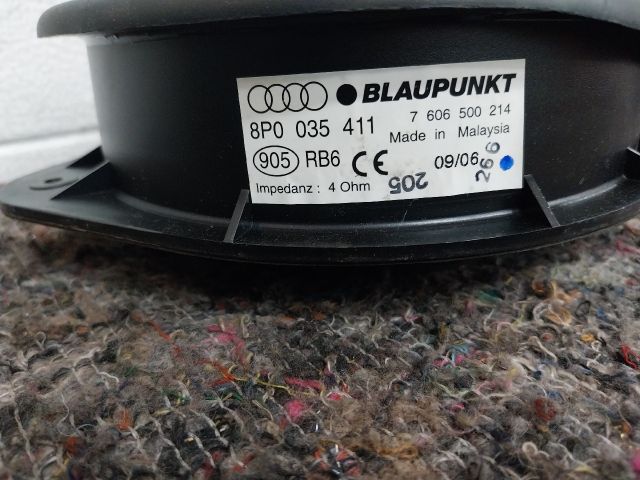 BLAUPUNKT
8P0 035 411
7 606 500 214
Made in Malaysia
905 RB6 CE
09/06
266
Impedanz : 4 Ohm
205